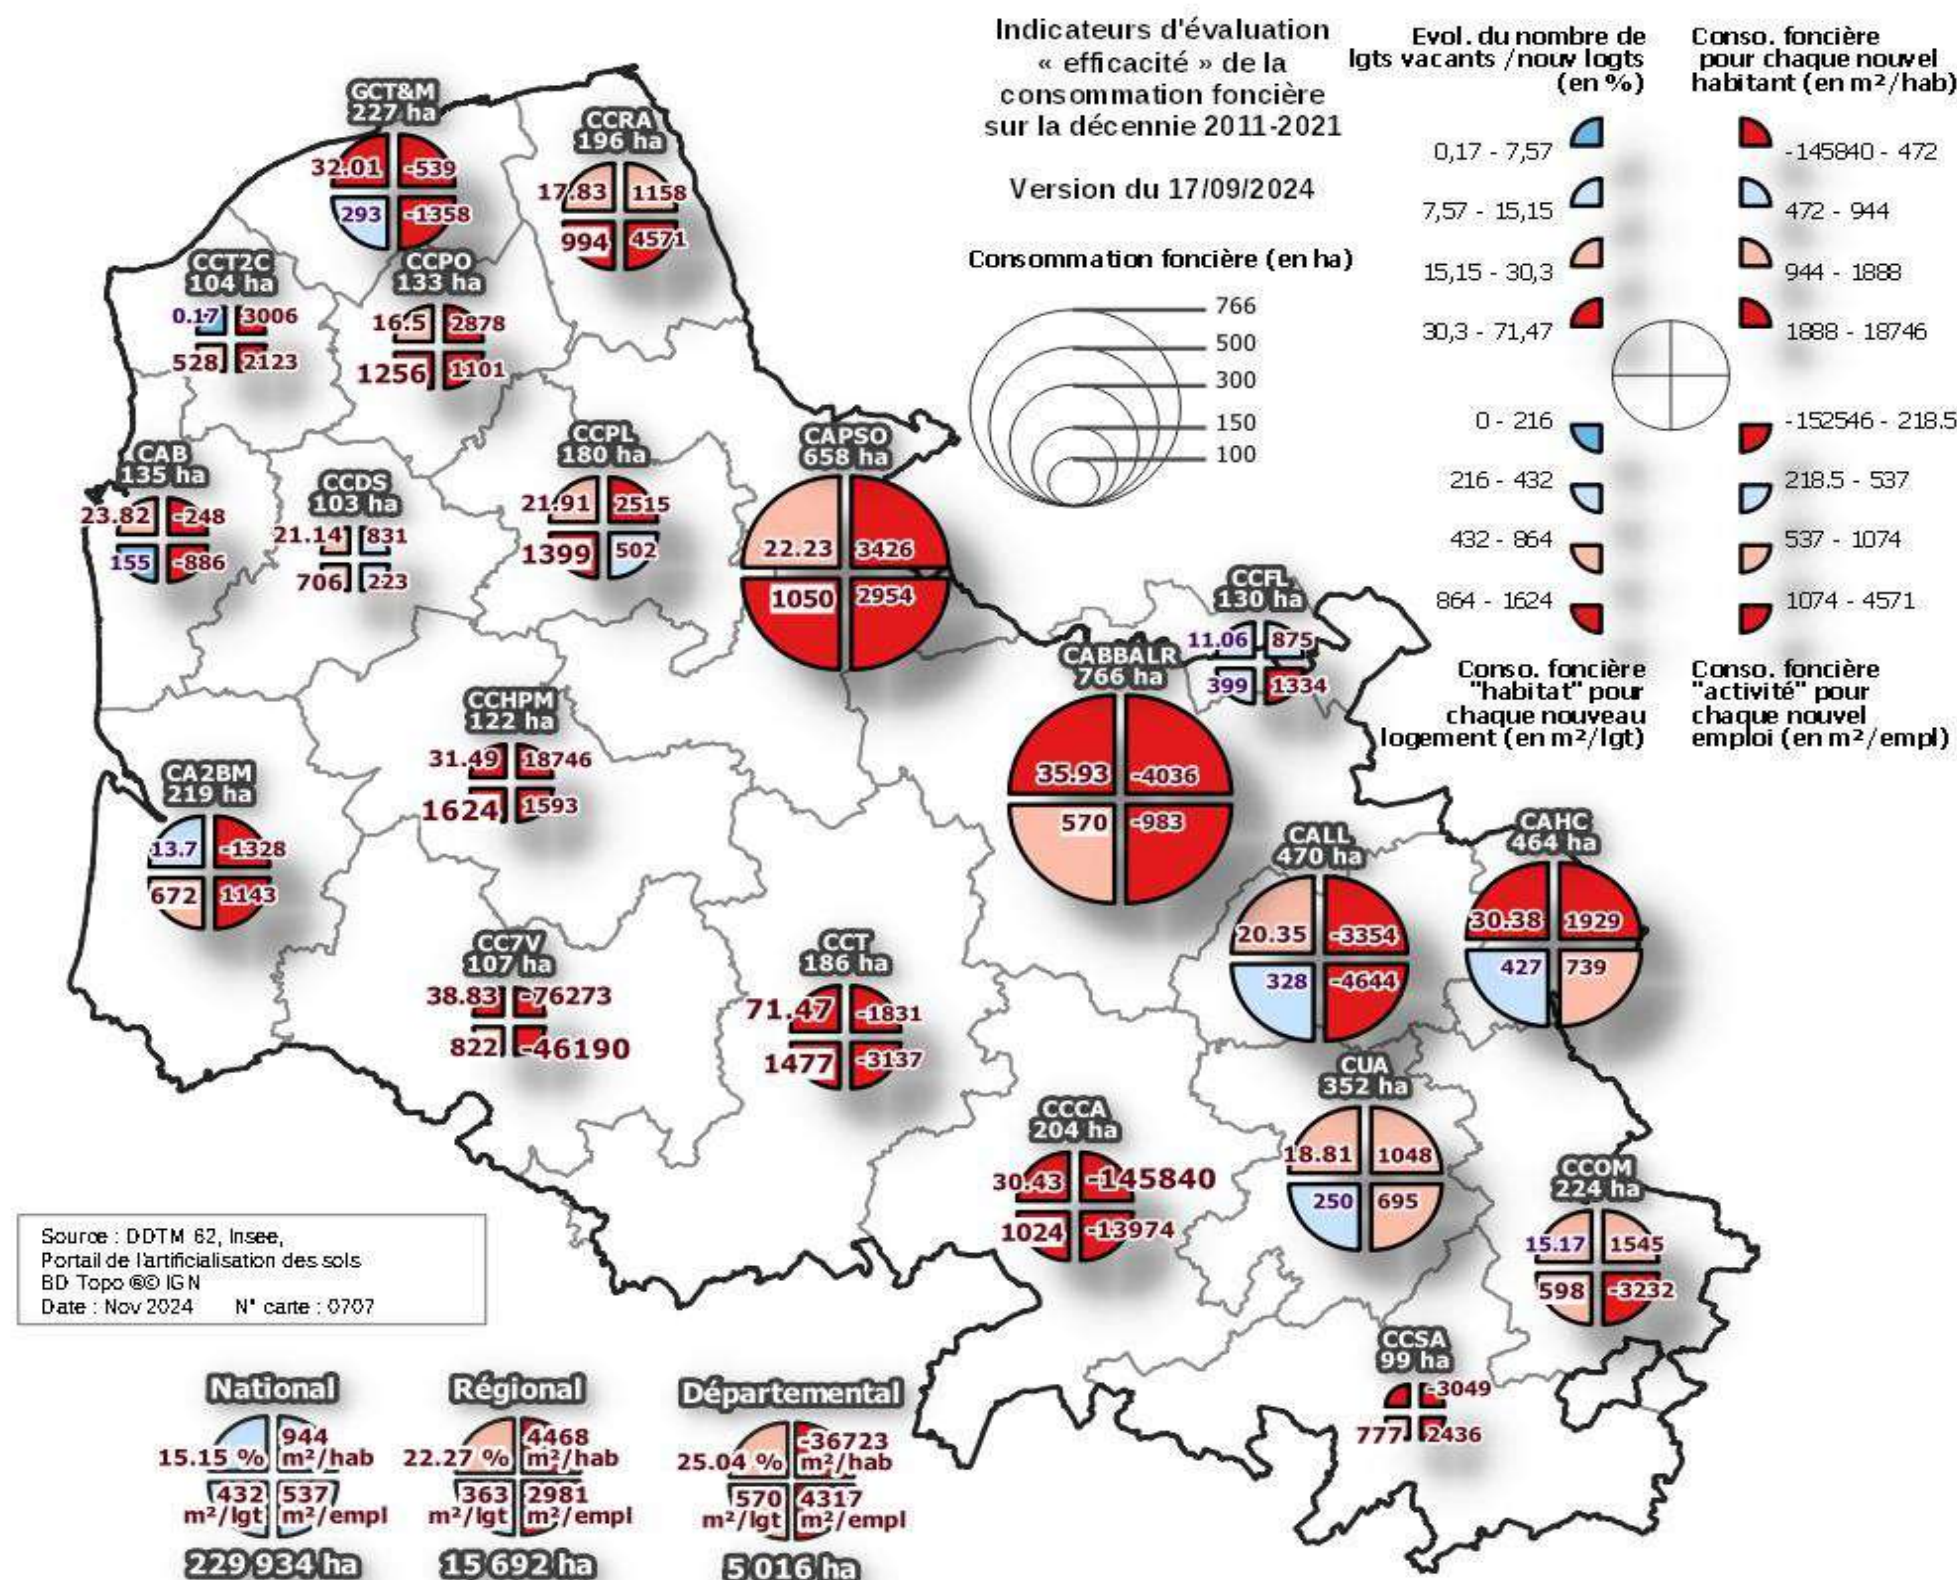 Indicateurs d'évaluation
« efficacité » de la
consommation foncière
sur la décennie 2011-2021
Version du 17/09/2024
Consommation foncière (en ha)
766
500
300
150
100
Evol. du nombre de
lgts vacants /nouv logts
(en %)
0,17 - 7,57
7,57 - 15,15
15,15 - 30,3
30,3 - 71,47
Conso. foncière
pour chaque nouvel
habitant (en m²/hab)
-145840 - 472
472 - 944
944 - 1888
1888 - 18746
0 - 216
216 - 432
432 - 864
864 - 1624
Conso. foncière
"habitat" pour
chaque nouveau
logement (en m²/lgt)
-152546 - 218.5
218.5 - 537
537 - 1074
1074 - 4571
Conso. foncière
"activité" pour
chaque nouvel
emploi (en m²/empl)
GCT&M
227 ha
32.01 -539
293 -1358
CCRA
196 ha
17.83 1158
994 4571
CCT2C
104 ha
0.17 3006
528 2123
CCPO
133 ha
16.5 2878
1256 1101
CAB
135 ha
23.82 -248
155 -886
CCDS
103 ha
21.14 831
706 223
CCPL
180 ha
21.91 2515
1399 502
CAPSO
658 ha
22.23 3426
1050 2954
CCFL
130 ha
11.06 875
399 1334
CABBALR
766 ha
35.93 -4036
570 -983
CCHPM
122 ha
31.49 18746
1624 1593
CA2BM
219 ha
13.7 -1328
672 1143
CALL
470 ha
20.35 -3354
328 -4644
CAHC
464 ha
30.38 1929
427 739
CC7V
107 ha
38.83 -76273
822 -46190
CCT
186 ha
71.47 -1831
1477 -3137
CUA
352 ha
18.81 1048
250 695
CCCA
204 ha
30.43 -145840
1024 -13974
CCOM
224 ha
15.17 1545
598 -3232
CCSA
99 ha
-3049
777 2436
Source : DDTM 62, Insee,
Portail de l'artificialisation des sols
BD Topo ®© IGN
Date : Nov 2024 N° carte : 0707
National
15.15 % 944 m²/hab
432 m²/lgt 537 m²/empl
229 934 ha
Régional
22.27 % 4468 m²/hab
363 m²/lgt 2981 m²/empl
15 692 ha
Départemental
25.04 % -36723 m²/hab
570 m²/lgt 4317 m²/empl
5 016 ha